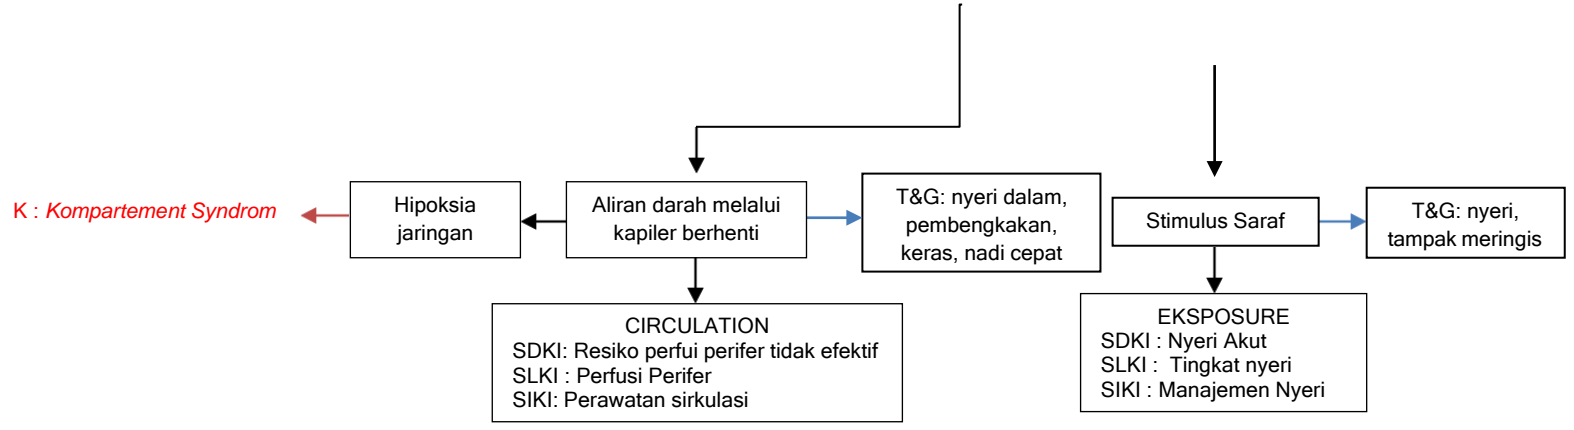 K : Kompartement Syndrom
Hipoksia
jaringan
Aliran darah melalui
kapiler berhenti
T&G: nyeri dalam,
pembengkakan,
keras, nadi cepat
Stimulus Saraf
T&G: nyeri,
tampak meringis
CIRCULATION
SDKI: Resiko perfui perifer tidak efektif
SLKI : Perfusi Perifer
SIKI: Perawatan sirkulasi
EKSPOSURE
SDKI : Nyeri Akut
SLKI : Tingkat nyeri
SIKI : Manajemen Nyeri